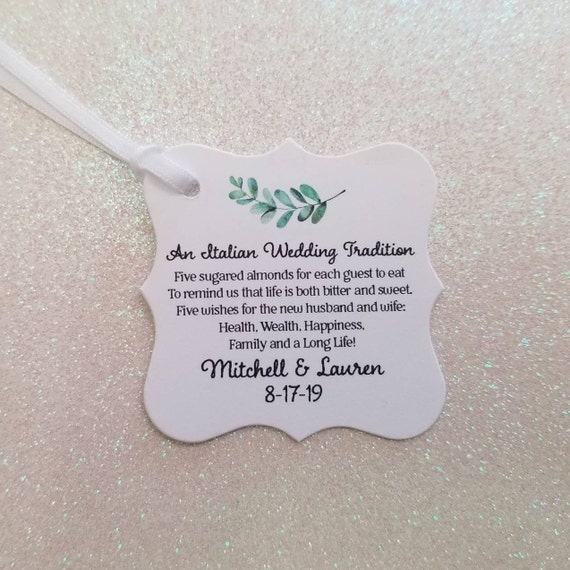 An Italian Wedding Tradition
Five sugared almonds for each guest to eat
To remind us that life is both bitter and sweet.
Five wishes for the new husband and wife:
Health, Wealth, Happiness,
Family and a Long Life!
Mitchell & Lauren
8-17-19